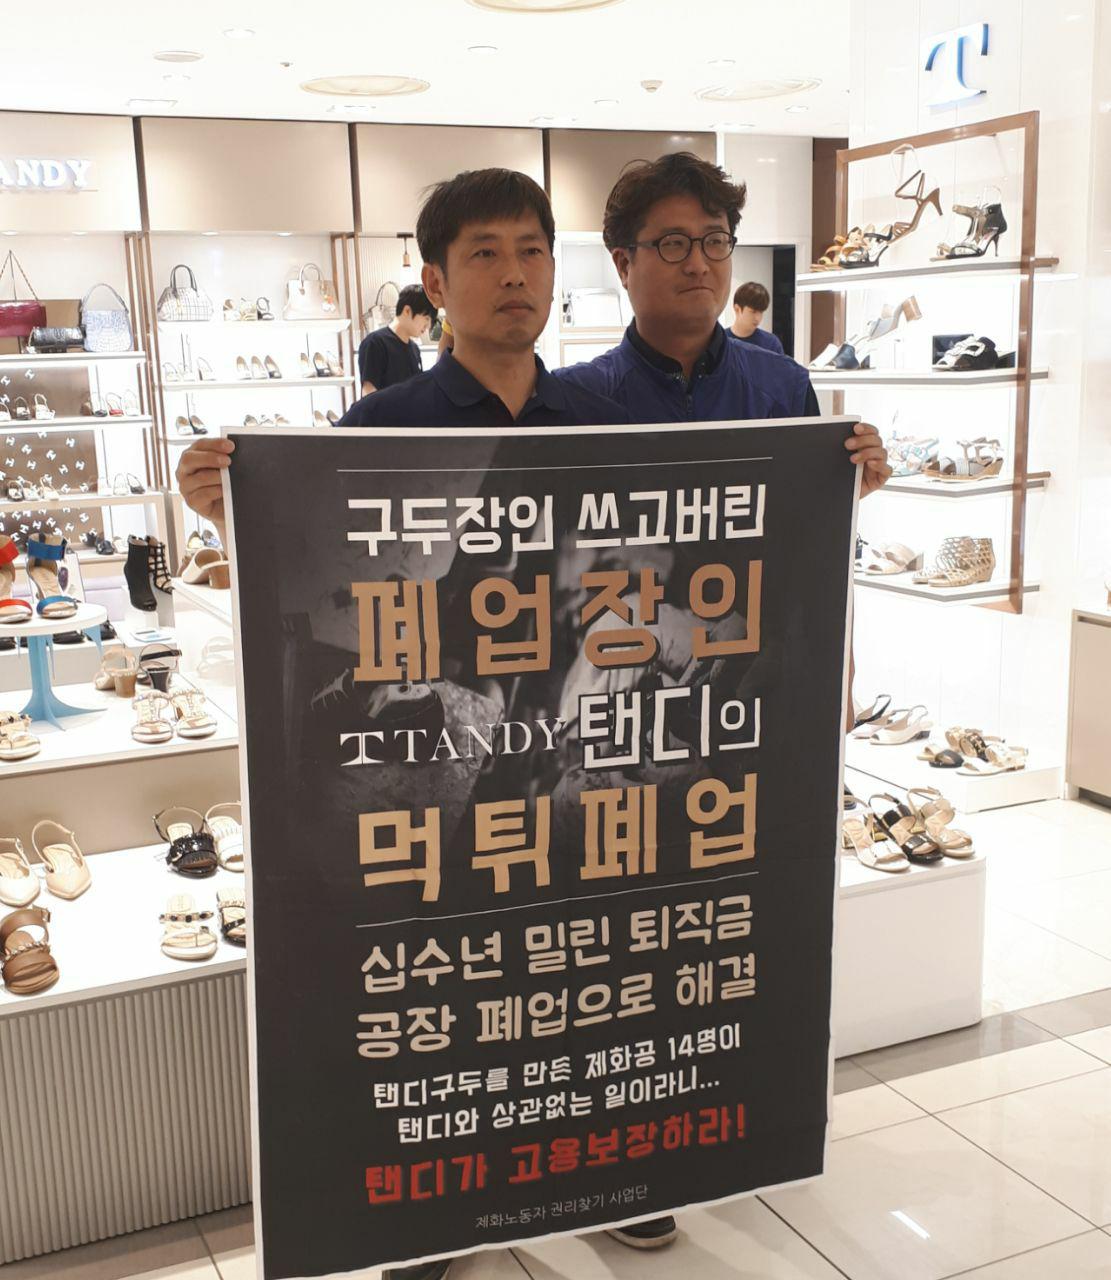 T
ANDY
구두장인 쓰고버린
폐업장인
TANDY 탠디의
먹튀폐업
십수년 밀린 퇴직금
공장 폐업으로 해결
탠디구두를 만든 제화공 14명이
탠디와 상관없는 일이라니...
탠디가 고용보장하라!
제화노동자 권리찾기 사업단